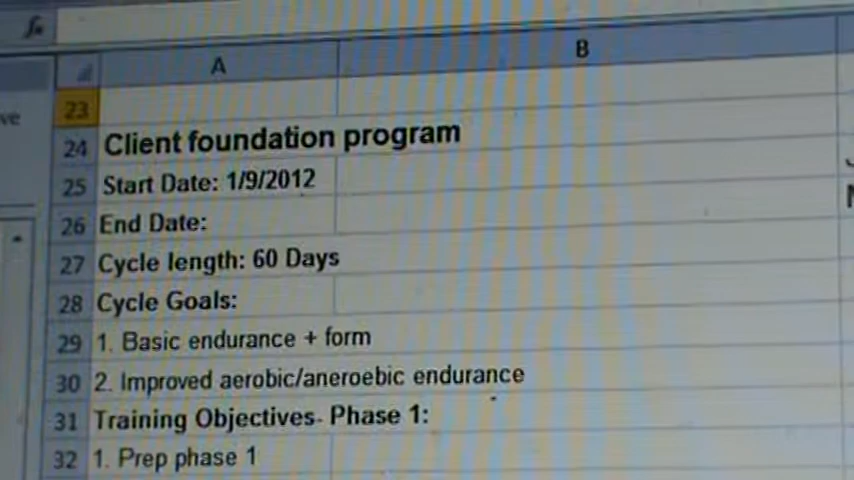 fx
A B
ve
23
24 Client foundation program
25 Start Date: 1/9/2012
26 End Date:
27 Cycle length: 60 Days
28 Cycle Goals:
29 1. Basic endurance + form
30 2. Improved aerobic/aneroebic endurance
31 Training Objectives- Phase 1:
32 1. Prep phase 1